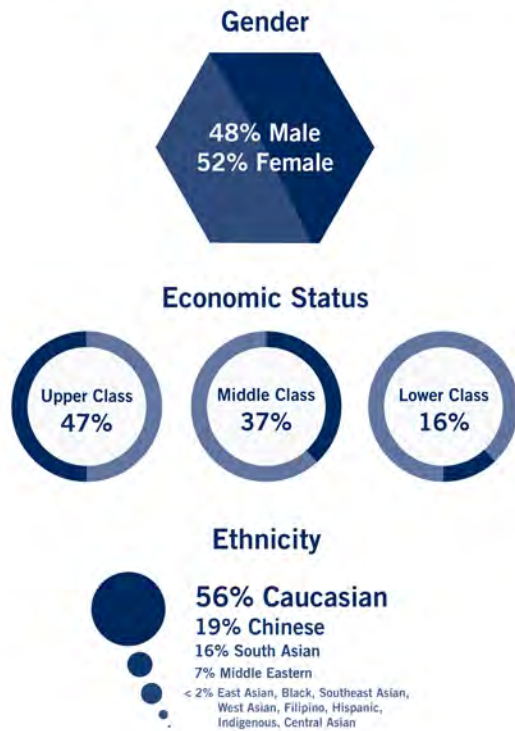 Gender
48% Male
52% Female
Economic Status
Upper Class
47%
Middle Class
37%
Lower Class
16%
Ethnicity
56% Caucasian
19% Chinese
16% South Asian
7% Middle Eastern
< 2% East Asian, Black, Southeast Asian,
West Asian, Filipino, Hispanic,
Indigenous, Central Asian